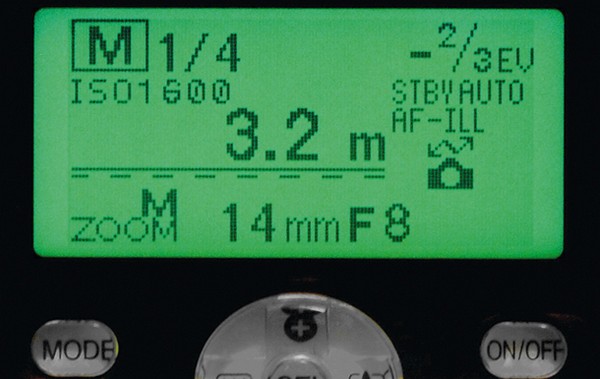 M 1/4 -2/3EV
ISO1600 STBY AUTO
AF-ILL
3.2 m
M
ZOOM 14mm F8
MODE ON/OFF